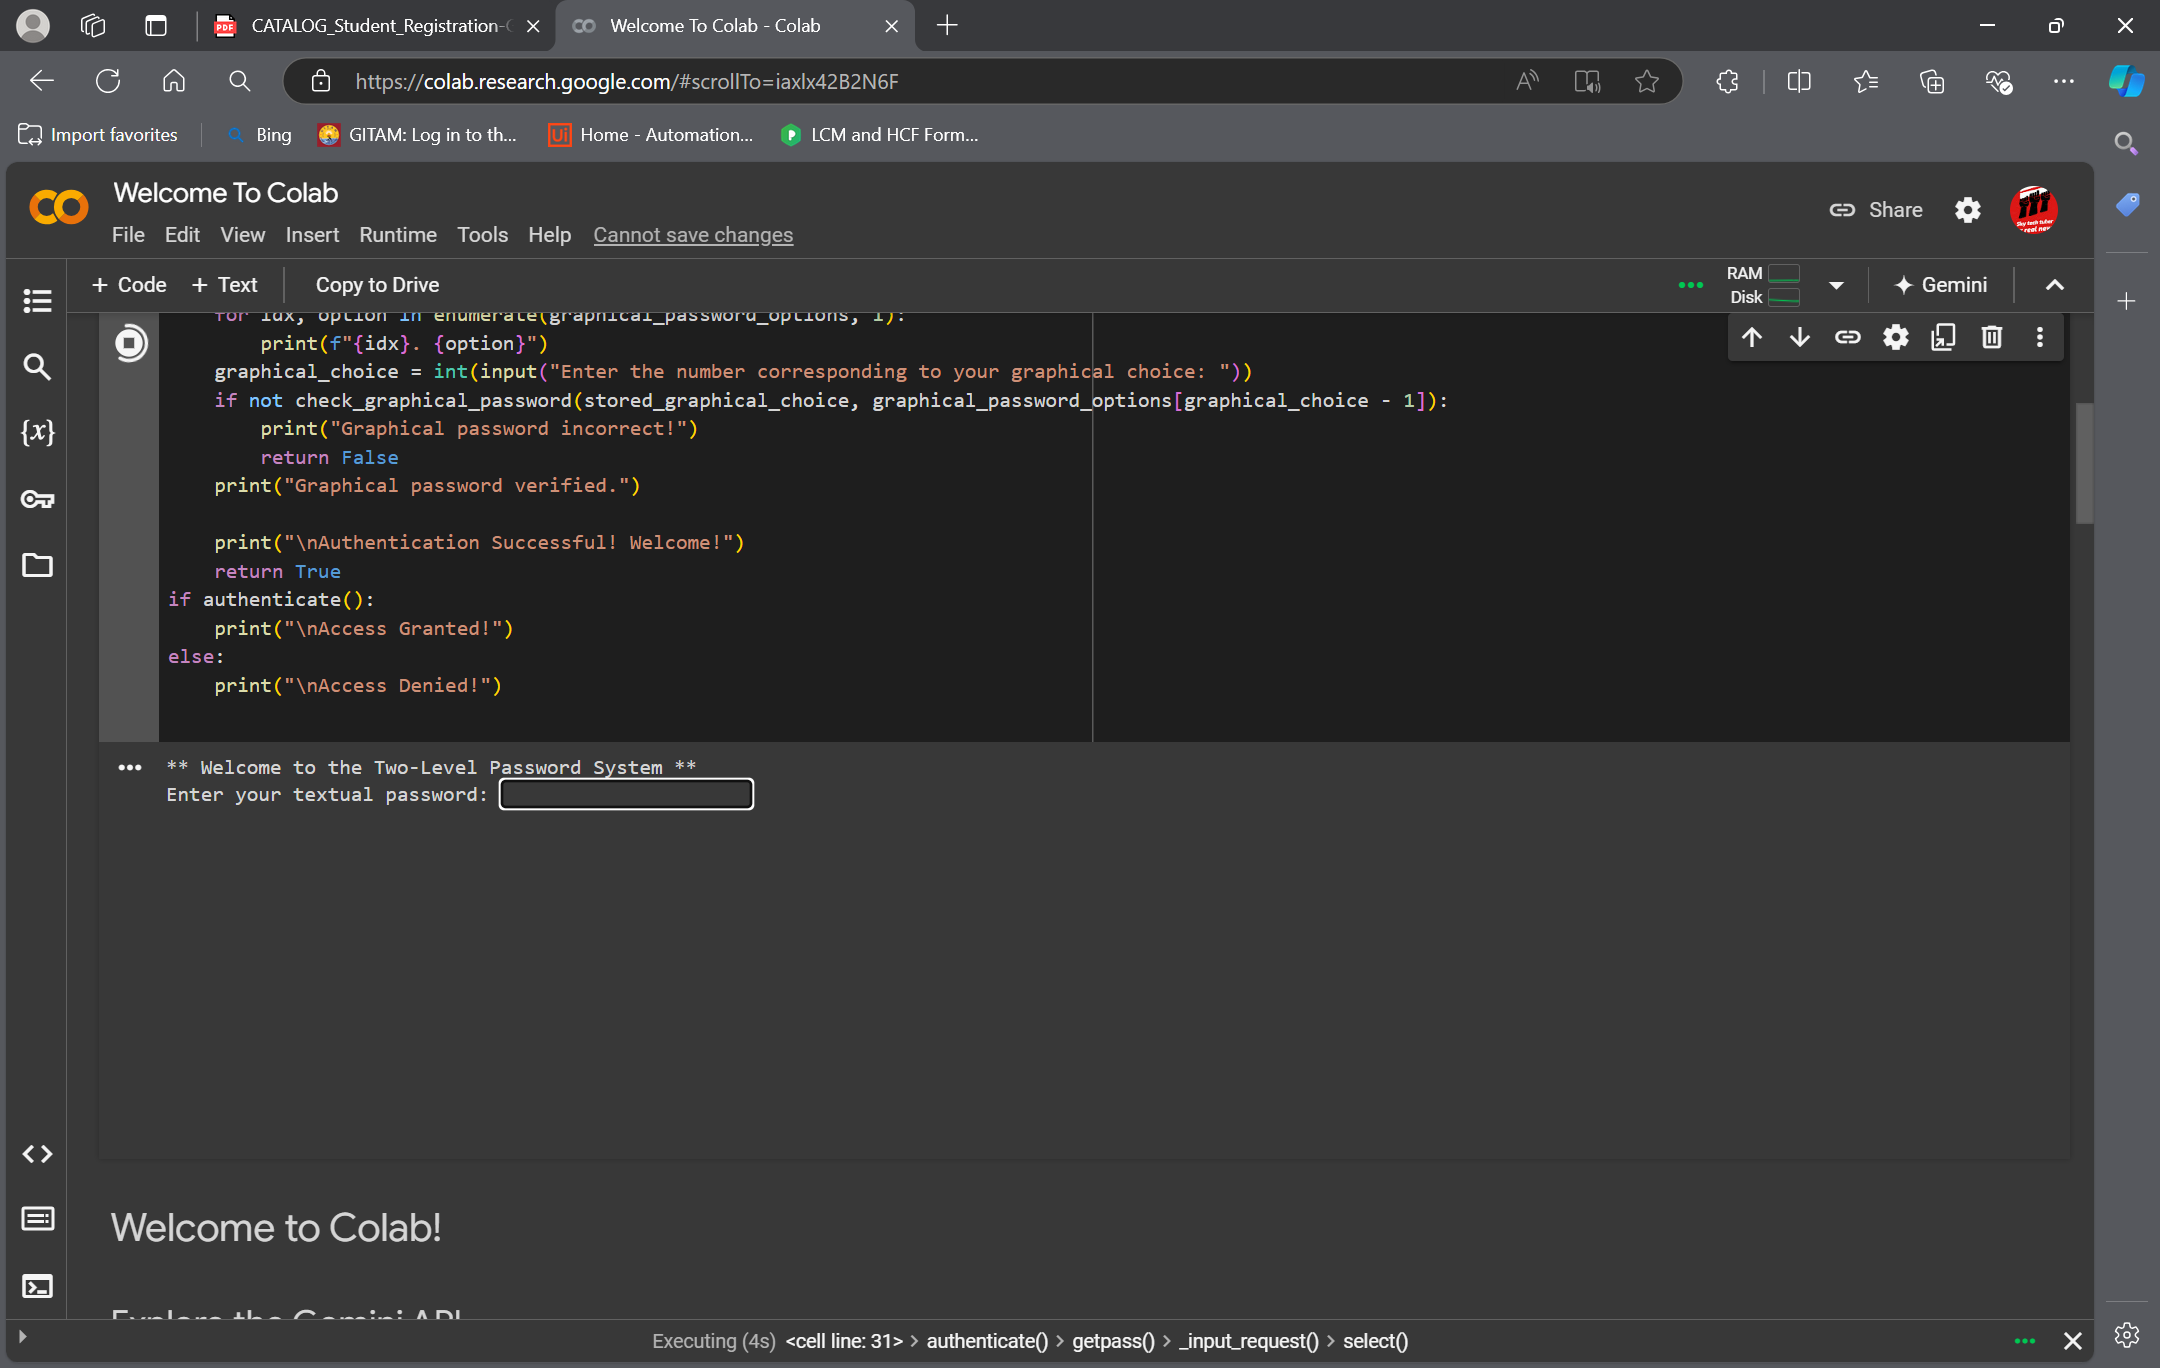 CATALOG_Student_Registration-
Welcome To Colab - Colab
https://colab.research.google.com/#scrollTo=iaxlx42B2N6F
Import favorites
Bing
GITAM: Log in to th...
Home - Automation...
LCM and HCF Form...
Welcome To Colab
File Edit View Insert Runtime Tools Help Cannot save changes
Share
+ Code + Text Copy to Drive
RAM
Disk
Gemini
for idx, option in enumerate(graphical_password_options, 1):
print(f"{idx}. {option}")
graphical_choice = int(input("Enter the number corresponding to your graphical choice: "))
if not check_graphical_password(stored_graphical_choice, graphical_password_options[graphical_choice - 1]):
print("Graphical password incorrect!")
return False
print("Graphical password verified.")
print("\nAuthentication Successful! Welcome!")
return True
if authenticate():
print("\nAccess Granted!")
else:
print("\nAccess Denied!")
** Welcome to the Two-Level Password System **
Enter your textual password:
Welcome to Colab!
Explore the Gemini API
Executing (4s) <cell line: 31> > authenticate() > getpass() > _input_request() > select()